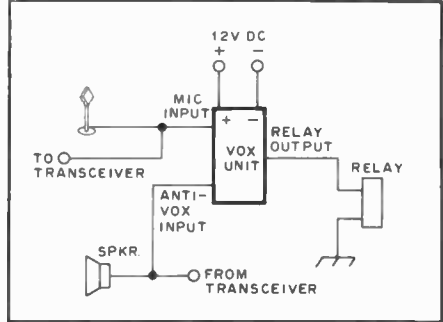 12V DC
+ -
MIC
INPUT
+ -
RELAY
OUTPUT
VOX
UNIT
TO
TRANSCEIVER
RELAY
ANTI-
VOX
INPUT
SPKR.
FROM
TRANSCEIVER